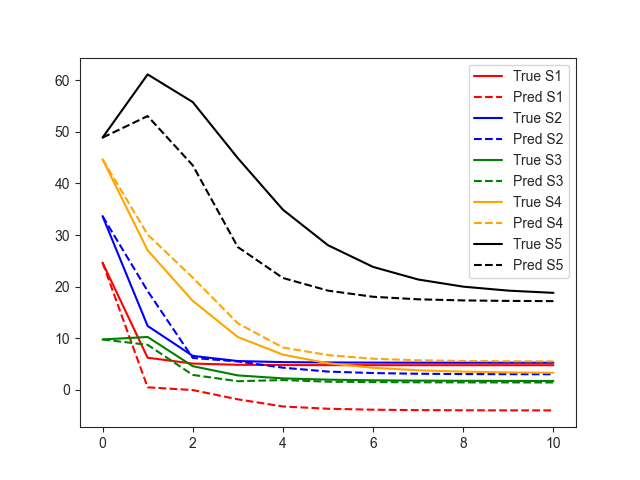 60
50
40
30
20
10
0
0
2
4
6
8
10
True S1
Pred S1
True S2
Pred S2
True S3
Pred S3
True S4
Pred S4
True S5
Pred S5